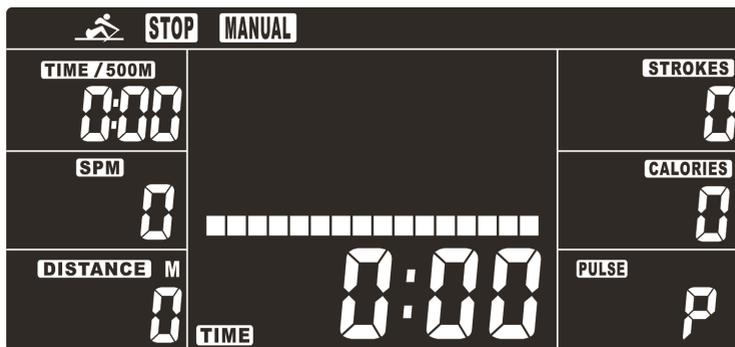 STOP MANUAL
TIME / 500M
0:00
SPM
0
DISTANCE M
0
TIME 0:00
STROKES
0
CALORIES
0
PULSE
P